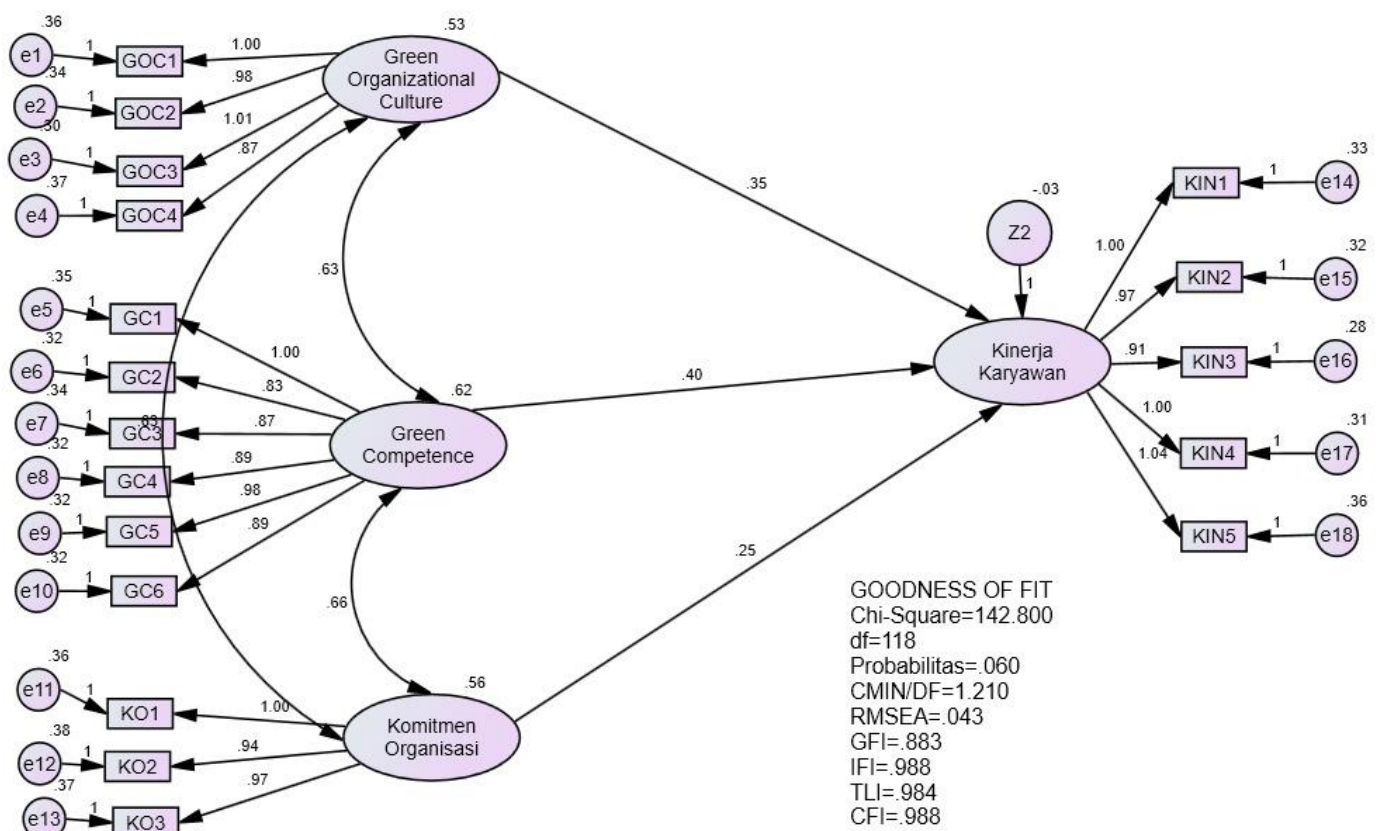 .36
e1
1
GOC1
1.00
.34
e2
1
GOC2
.98
.30
e3
1
GOC3
1.01
.37
e4
1
GOC4
.87
.53
Green
Organizational
Culture
.35
.63
.35
e5
1
GC1
1.00
.32
e6
1
GC2
.83
.34
e7
1
GC3
.63
.87
.32
e8
1
GC4
.89
.32
e9
1
GC5
.98
.32
e10
1
GC6
.89
.62
Green
Competence
.40
.66
.36
e11
1
KO1
1.00
.38
e12
1
KO2
.94
.37
e13
1
KO3
.97
.56
Komitmen
Organisasi
.25
-.03
Z2
1
Kinerja
Karyawan
1.00
KIN1
1
.33
e14
.97
KIN2
1
.32
e15
.91
KIN3
1
.28
e16
1.00
KIN4
1
.31
e17
1.04
KIN5
1
.36
e18
GOODNESS OF FIT
Chi-Square=142.800
df=118
Probabilitas=.060
CMIN/DF=1.210
RMSEA=.043
GFI=.883
IFI=.988
TLI=.984
CFI=.988